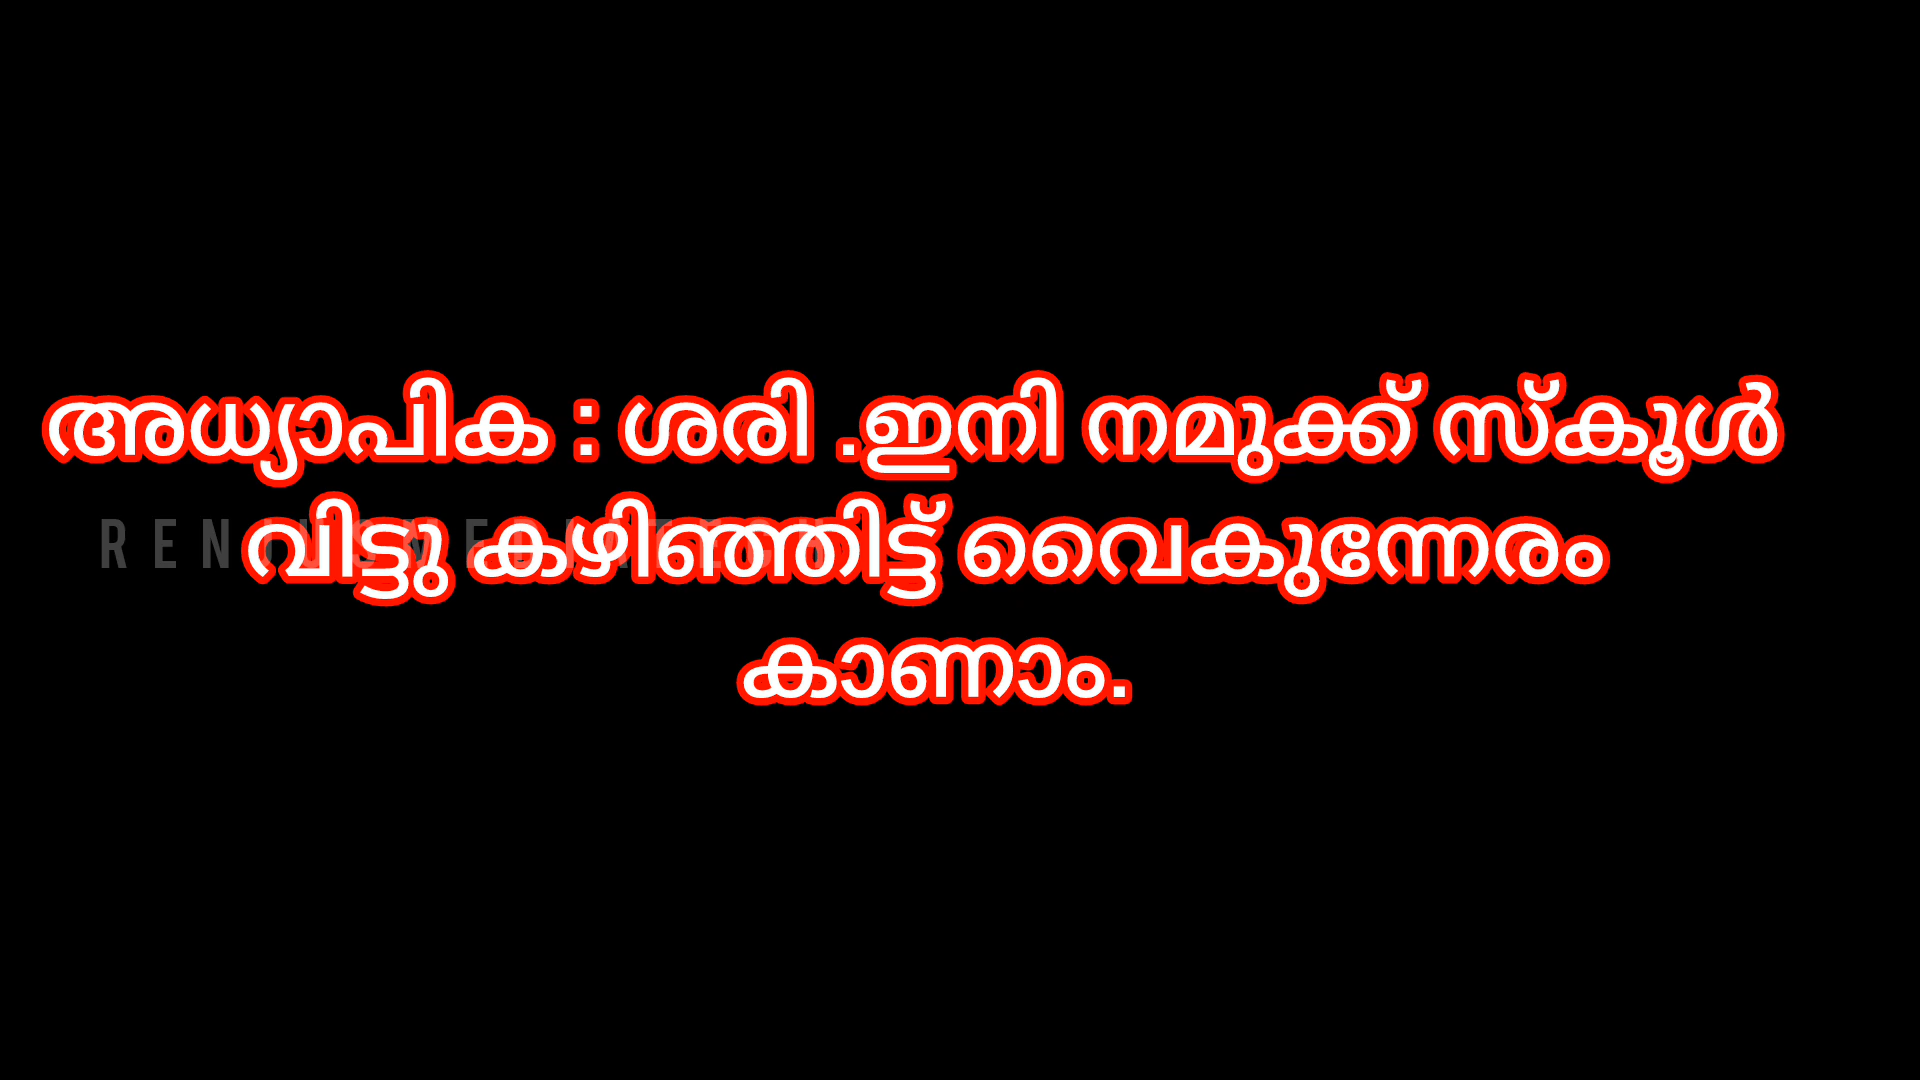 അധ്യാപിക : ശരി .ഇനി നമുക്ക് സ്കൂൾ
വിട്ടു കഴിഞ്ഞിട്ട് വൈകുന്നേരം
കാണാം.